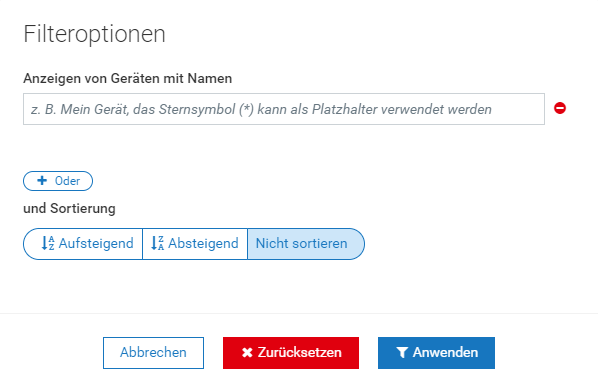 Filteroptionen
Anzeigen von Geräten mit Namen
z. B. Mein Gerät, das Sternsymbol (*) kann als Platzhalter verwendet werden
+ Oder
und Sortierung
Aufsteigend Absteigend Nicht sortieren
Abbrechen Zurücksetzen Anwenden